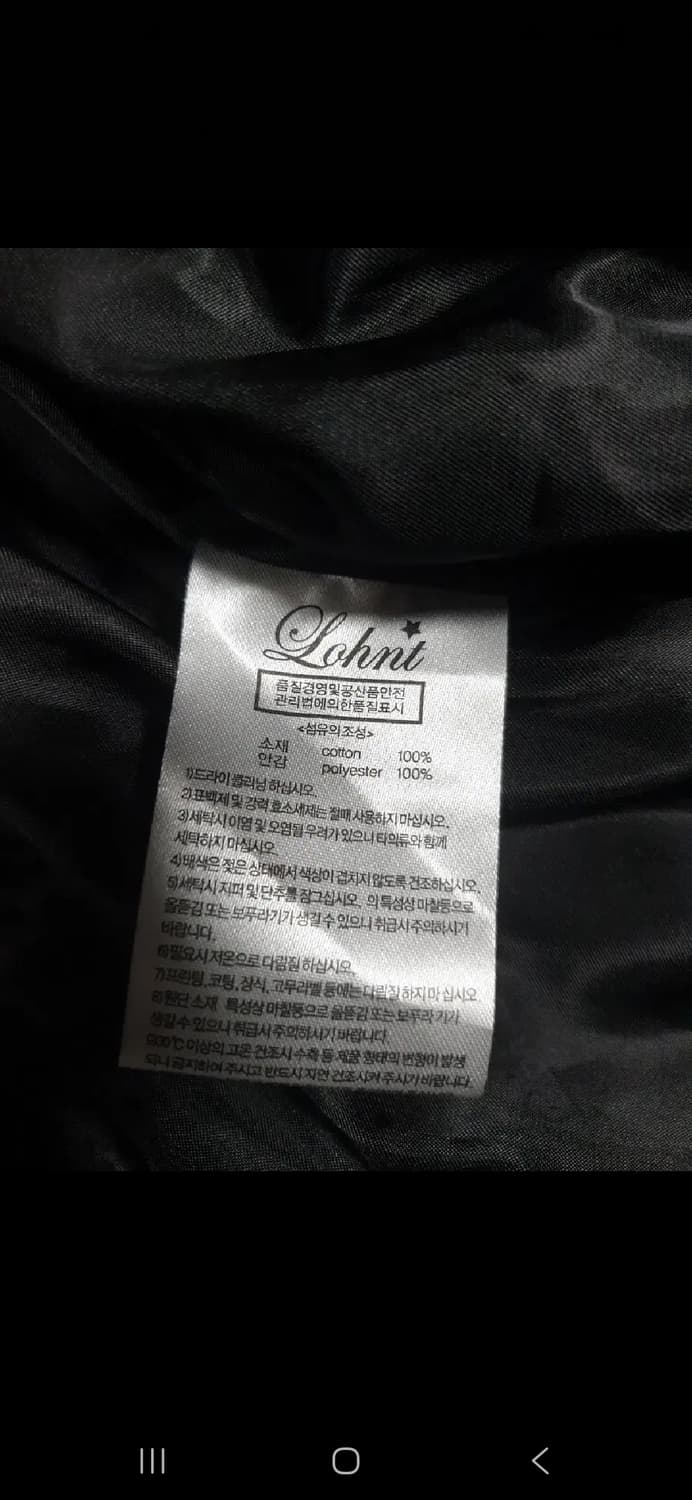 Lohnt
품질경영및공산품안전
관리법에의한품질표시
<섬유의조성>
소재 cotton 100%
안감 polyester 100%
1)드라이 클리닝 하십시오.
2)표백제 및 강력 효소세제는 절때 사용하지 마십시오.
3)세탁시 이염 및 오염될 우려가 있으니 타의류와 함께
세탁하지 마십시오.
4)배색은 젖은 상태에서 색상이 겹치지 않도록 건조하십시오.
5)세탁시 지퍼 및 단추를 잠그십시오. 의 특성상 마찰등으로
올뜯김 또는 보푸라기가 생길 수 있으니 취급시 주의하시기
바랍니다.
6)필요시 저온으로 다림질 하십시오.
7)프린팅, 코팅, 장식, 고무라벨 등에는 다림질 하지 마 십시오.
8)원단 소재 특성상 마찰등으로 올뜯김 또는 보푸라 기가
생길 수 있으니 취급시 주의하시기 바랍니다.
9)30℃ 이상의 고온 건조시 수축 등 제품 형태의 변형이 발생
되니 금지하여 주시고 반드시 자연 건조시켜 주시기 바랍니다.